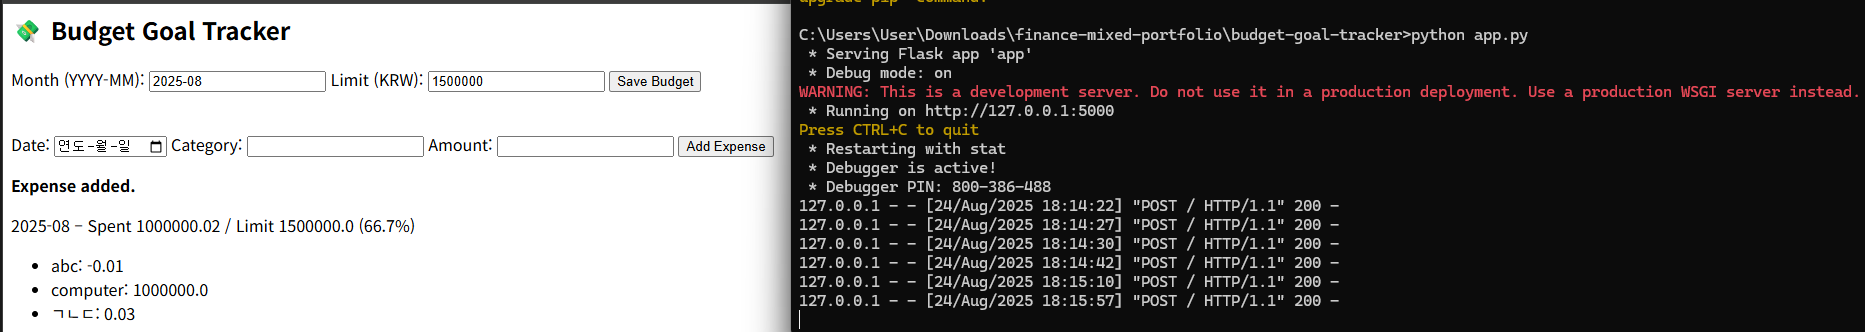 💸 Budget Goal Tracker
Month (YYYY-MM): 2025-08 Limit (KRW): 1500000 Save Budget
Date: 연도-월-일 Category: Amount: Add Expense
Expense added.
2025-08 – Spent 1000000.02 / Limit 1500000.0 (66.7%)
• abc: -0.01
• computer: 1000000.0
• ㄱㄴㄷ: 0.03
upgrade pip command.
C:\Users\User\Downloads\finance-mixed-portfolio\budget-goal-tracker>python app.py
* Serving Flask app 'app'
* Debug mode: on
WARNING: This is a development server. Do not use it in a production deployment. Use a production WSGI server instead.
* Running on http://127.0.0.1:5000
Press CTRL+C to quit
* Restarting with stat
* Debugger is active!
* Debugger PIN: 800-386-488
127.0.0.1 - - [24/Aug/2025 18:14:22] "POST / HTTP/1.1" 200 -
127.0.0.1 - - [24/Aug/2025 18:14:27] "POST / HTTP/1.1" 200 -
127.0.0.1 - - [24/Aug/2025 18:14:30] "POST / HTTP/1.1" 200 -
127.0.0.1 - - [24/Aug/2025 18:14:42] "POST / HTTP/1.1" 200 -
127.0.0.1 - - [24/Aug/2025 18:15:10] "POST / HTTP/1.1" 200 -
127.0.0.1 - - [24/Aug/2025 18:15:57] "POST / HTTP/1.1" 200 -